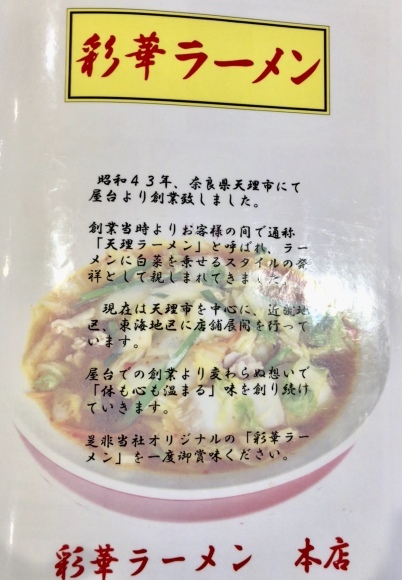 彩華ラーメン
昭和４３年、奈良県天理市にて
屋台より創業致しました。
創業当時よりお客様の間で通称
「天理ラーメン」と呼ばれ、ラー
メンに白菜を乗せるスタイルの発
祥として親しまれてきました。
現在は天理市を中心に、近畿地
区、東海地区に店舗展開を行って
います。
屋台での創業より変わらぬ想いで
「体も心も温まる」味を創り続け
ていきます。
是非当社オリジナルの「彩華ラー
メン」を一度御賞味ください。
彩華ラーメン 本店